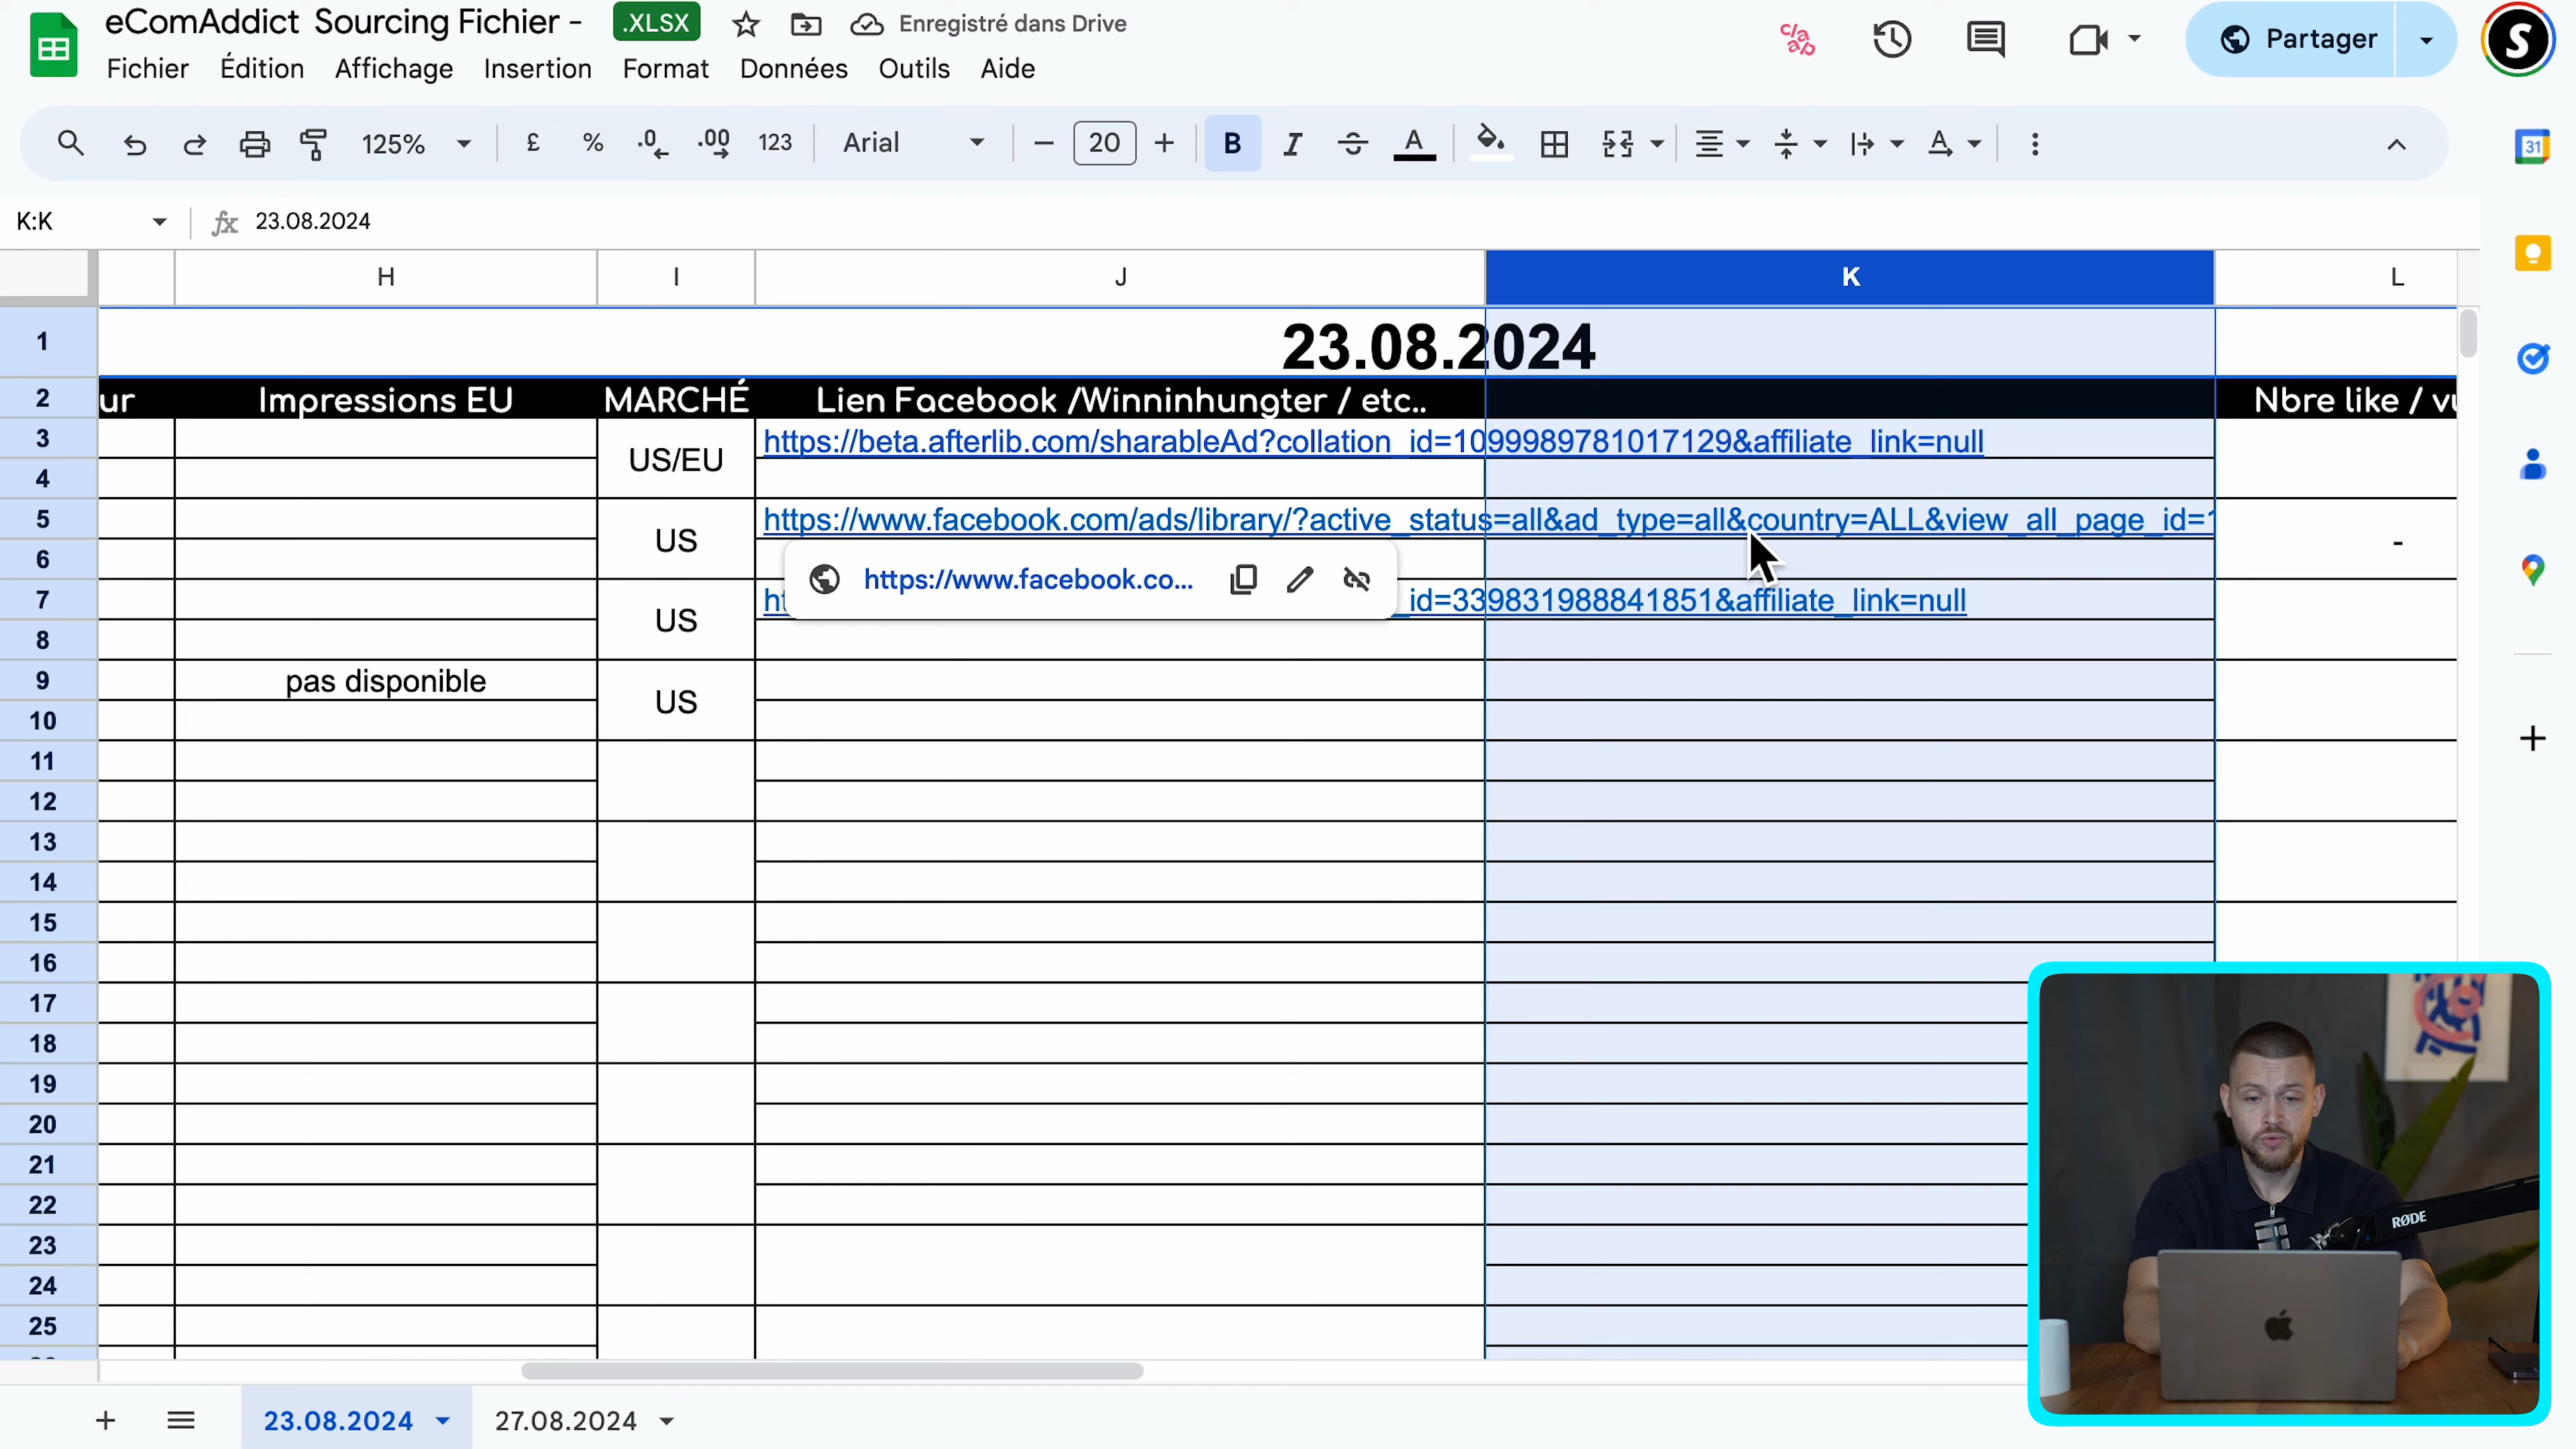 eComAddict Sourcing Fichier - .XLSX Enregistré dans Drive
Fichier Édition Affichage Insertion Format Données Outils Aide
Partager
S
31
125% £ % .0 .00 123 Arial 20 B I A A
K:K fx 23.08.2024
H I J K L
1 23.08.2024
2 ur Impressions EU MARCHÉ Lien Facebook /Winninhungter / etc.. Nbre like / vu
3 https://beta.afterlib.com/sharableAd?collation_id=1099989781017129&affiliate_link=null
US/EU
4
5 https://www.facebook.com/ads/library/?active_status=all&ad_type=all&country=ALL&view_all_page_id=1
US -
6
https://www.facebook.co...
7 ht _id=339831988841851&affiliate_link=null
US
8
9 pas disponible
US
10
11
12
13
14
15
16
17
18
19
20
21
22
23
24
25
RØDE
23.08.2024 27.08.2024